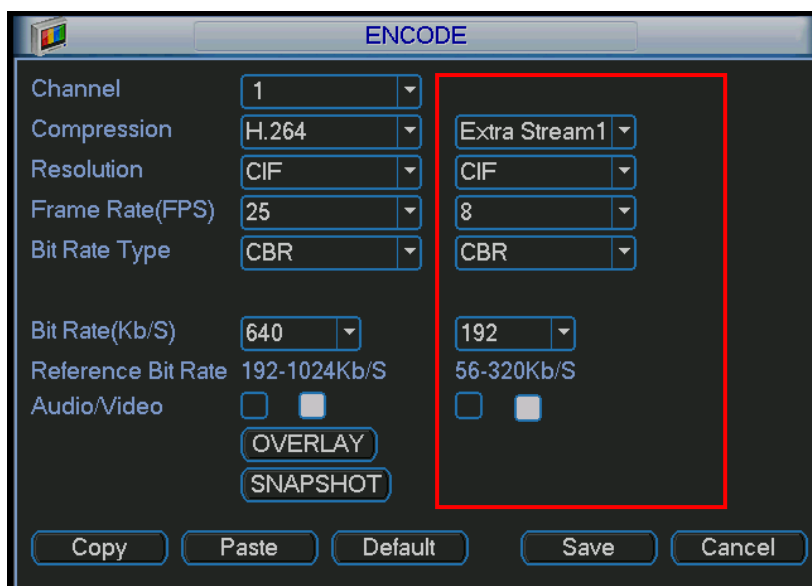 ENCODE
Channel 1
Compression H.264 Extra Stream1
Resolution CIF CIF
Frame Rate(FPS) 25 8
Bit Rate Type CBR CBR
Bit Rate(Kb/S) 640 192
Reference Bit Rate 192-1024Kb/S 56-320Kb/S
Audio/Video
OVERLAY
SNAPSHOT
Copy Paste Default Save Cancel